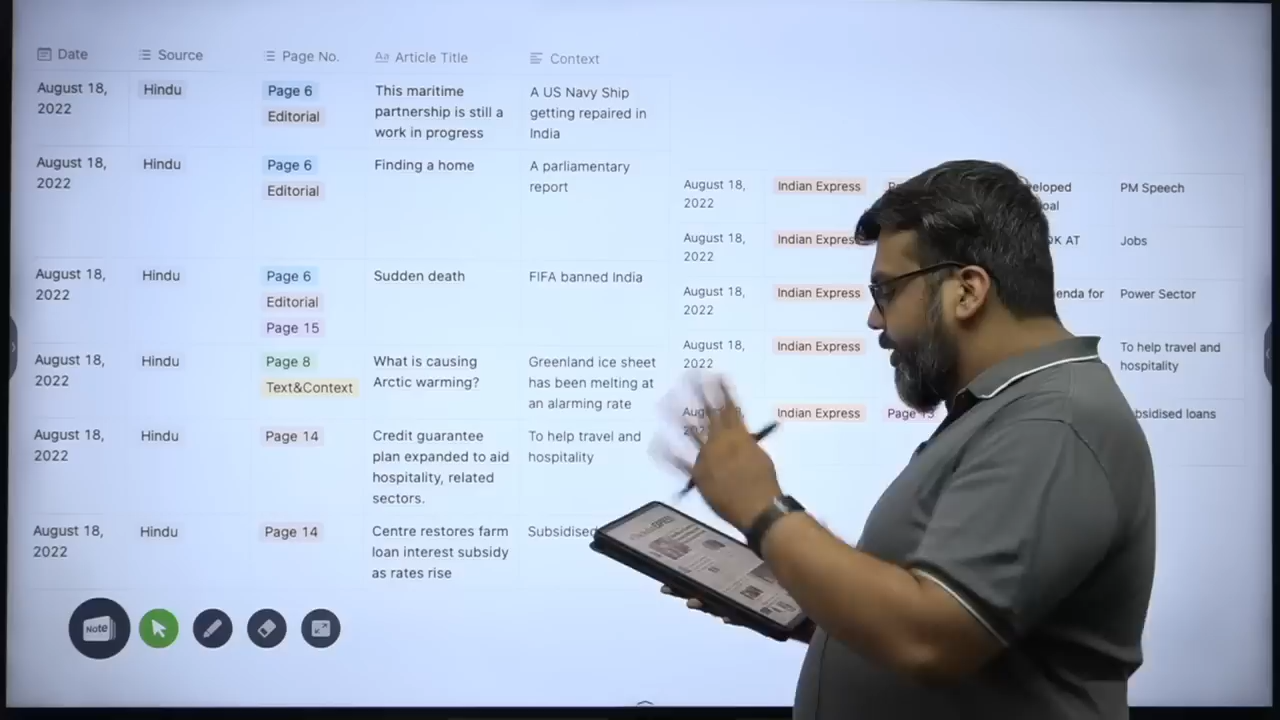 Date Source Page No. Aa Article Title Context
August 18, Hindu Page 6 This maritime A US Navy Ship
2022 Editorial partnership is still a getting repaired in
work in progress India
August 18, Hindu Page 6 Finding a home A parliamentary
2022 Editorial report
August 18, Hindu Page 6 Sudden death FIFA banned India
2022 Editorial
Page 15
August 18, Hindu Page 8 What is causing Greenland ice sheet
2022 Text&Context Arctic warming? has been melting at
an alarming rate
August 18, Hindu Page 14 Credit guarantee To help travel and
2022 plan expanded to aid hospitality
hospitality, related
sectors.
August 18, Hindu Page 14 Centre restores farm Subsidised
2022 loan interest subsidy
as rates rise
August 18, Indian Express PM Speech
2022
August 18, Indian Express AT Jobs
2022
August 18, Indian Express for Power Sector
2022
August 18, Indian Express To help travel and
2022 hospitality
Indian Express Page 13 loans
Note